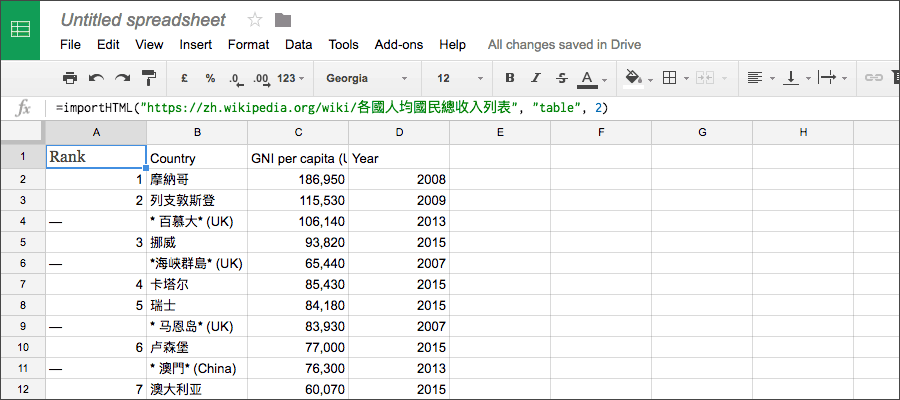 Untitled spreadsheet
File Edit View Insert Format Data Tools Add-ons Help All changes saved in Drive
£ % .0 .00 123 Georgia 12 B I S A
fx =importHTML("https://zh.wikipedia.org/wiki/各國人均國民總收入列表", "table", 2)
A B C D E F G H
1 Rank Country GNI per capita (U Year
2 1 摩納哥 186,950 2008
3 2 列支敦斯登 115,530 2009
4 — * 百慕大* (UK) 106,140 2013
5 3 挪威 93,820 2015
6 — *海峽群島* (UK) 65,440 2007
7 4 卡塔尔 85,430 2015
8 5 瑞士 84,180 2015
9 — * 马恩岛* (UK) 83,930 2007
10 6 卢森堡 77,000 2015
11 — * 澳門* (China) 76,300 2013
12 7 澳大利亚 60,070 2015